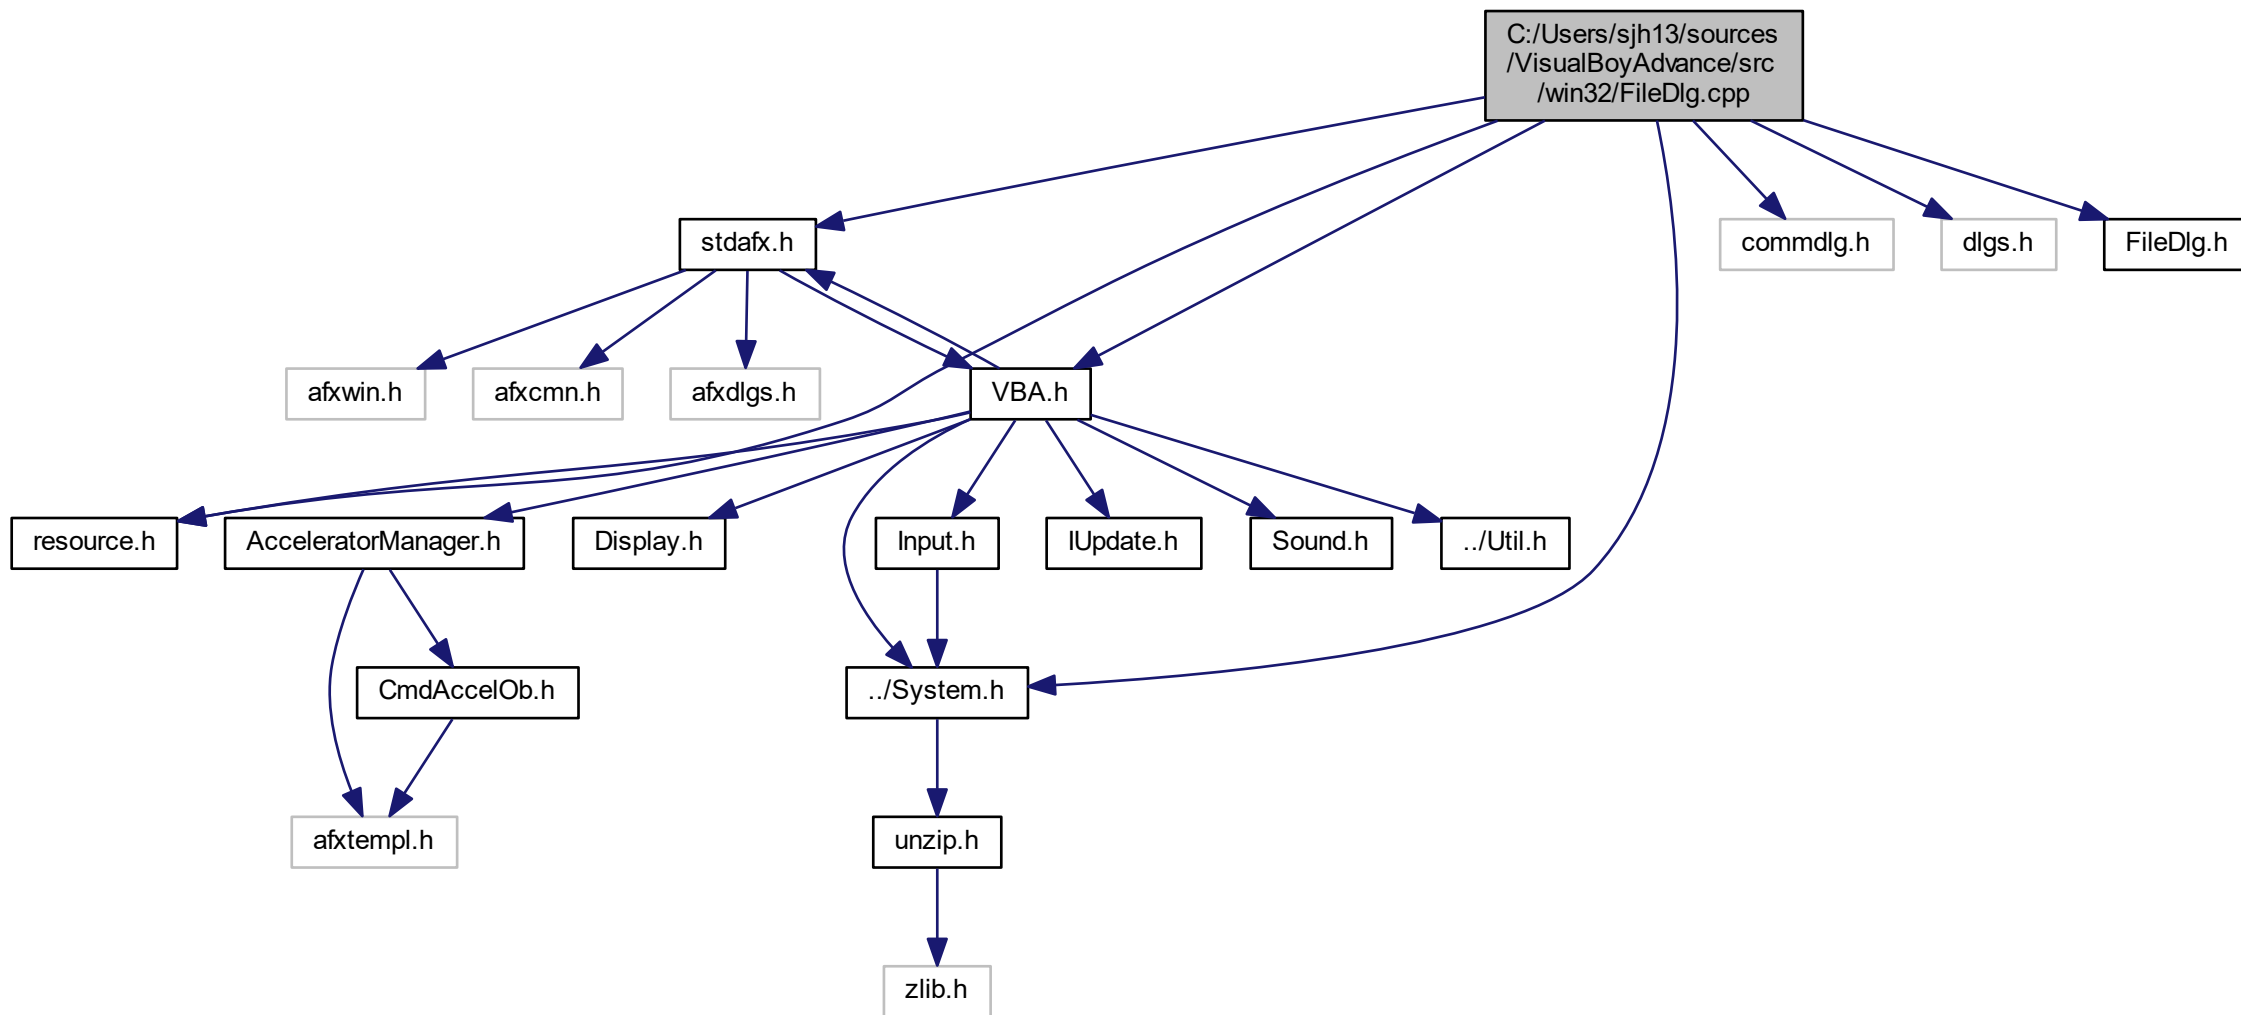 C:/Users/sjh13/sources
/VisualBoyAdvance/src
/win32/FileDlg.cpp
stdafx.h
commdlg.h
dlgs.h
FileDlg.h
afxwin.h
afxcmn.h
afxdlgs.h
VBA.h
resource.h
AcceleratorManager.h
Display.h
Input.h
IUpdate.h
Sound.h
../Util.h
CmdAccelOb.h
../System.h
afxtempl.h
unzip.h
zlib.h